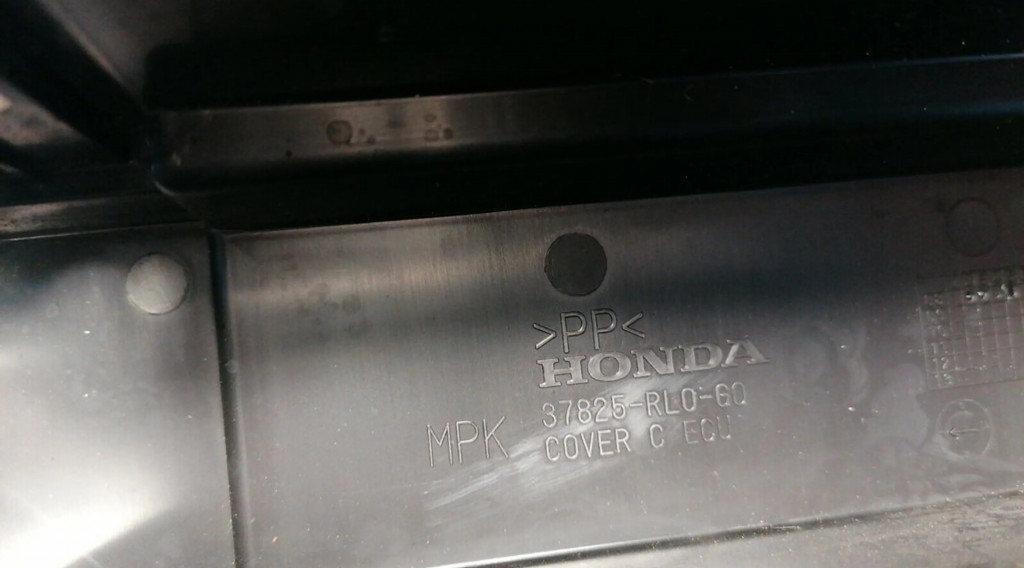 >PP<
HONDA
37825-RL0-G0
MPK COVER C ECU